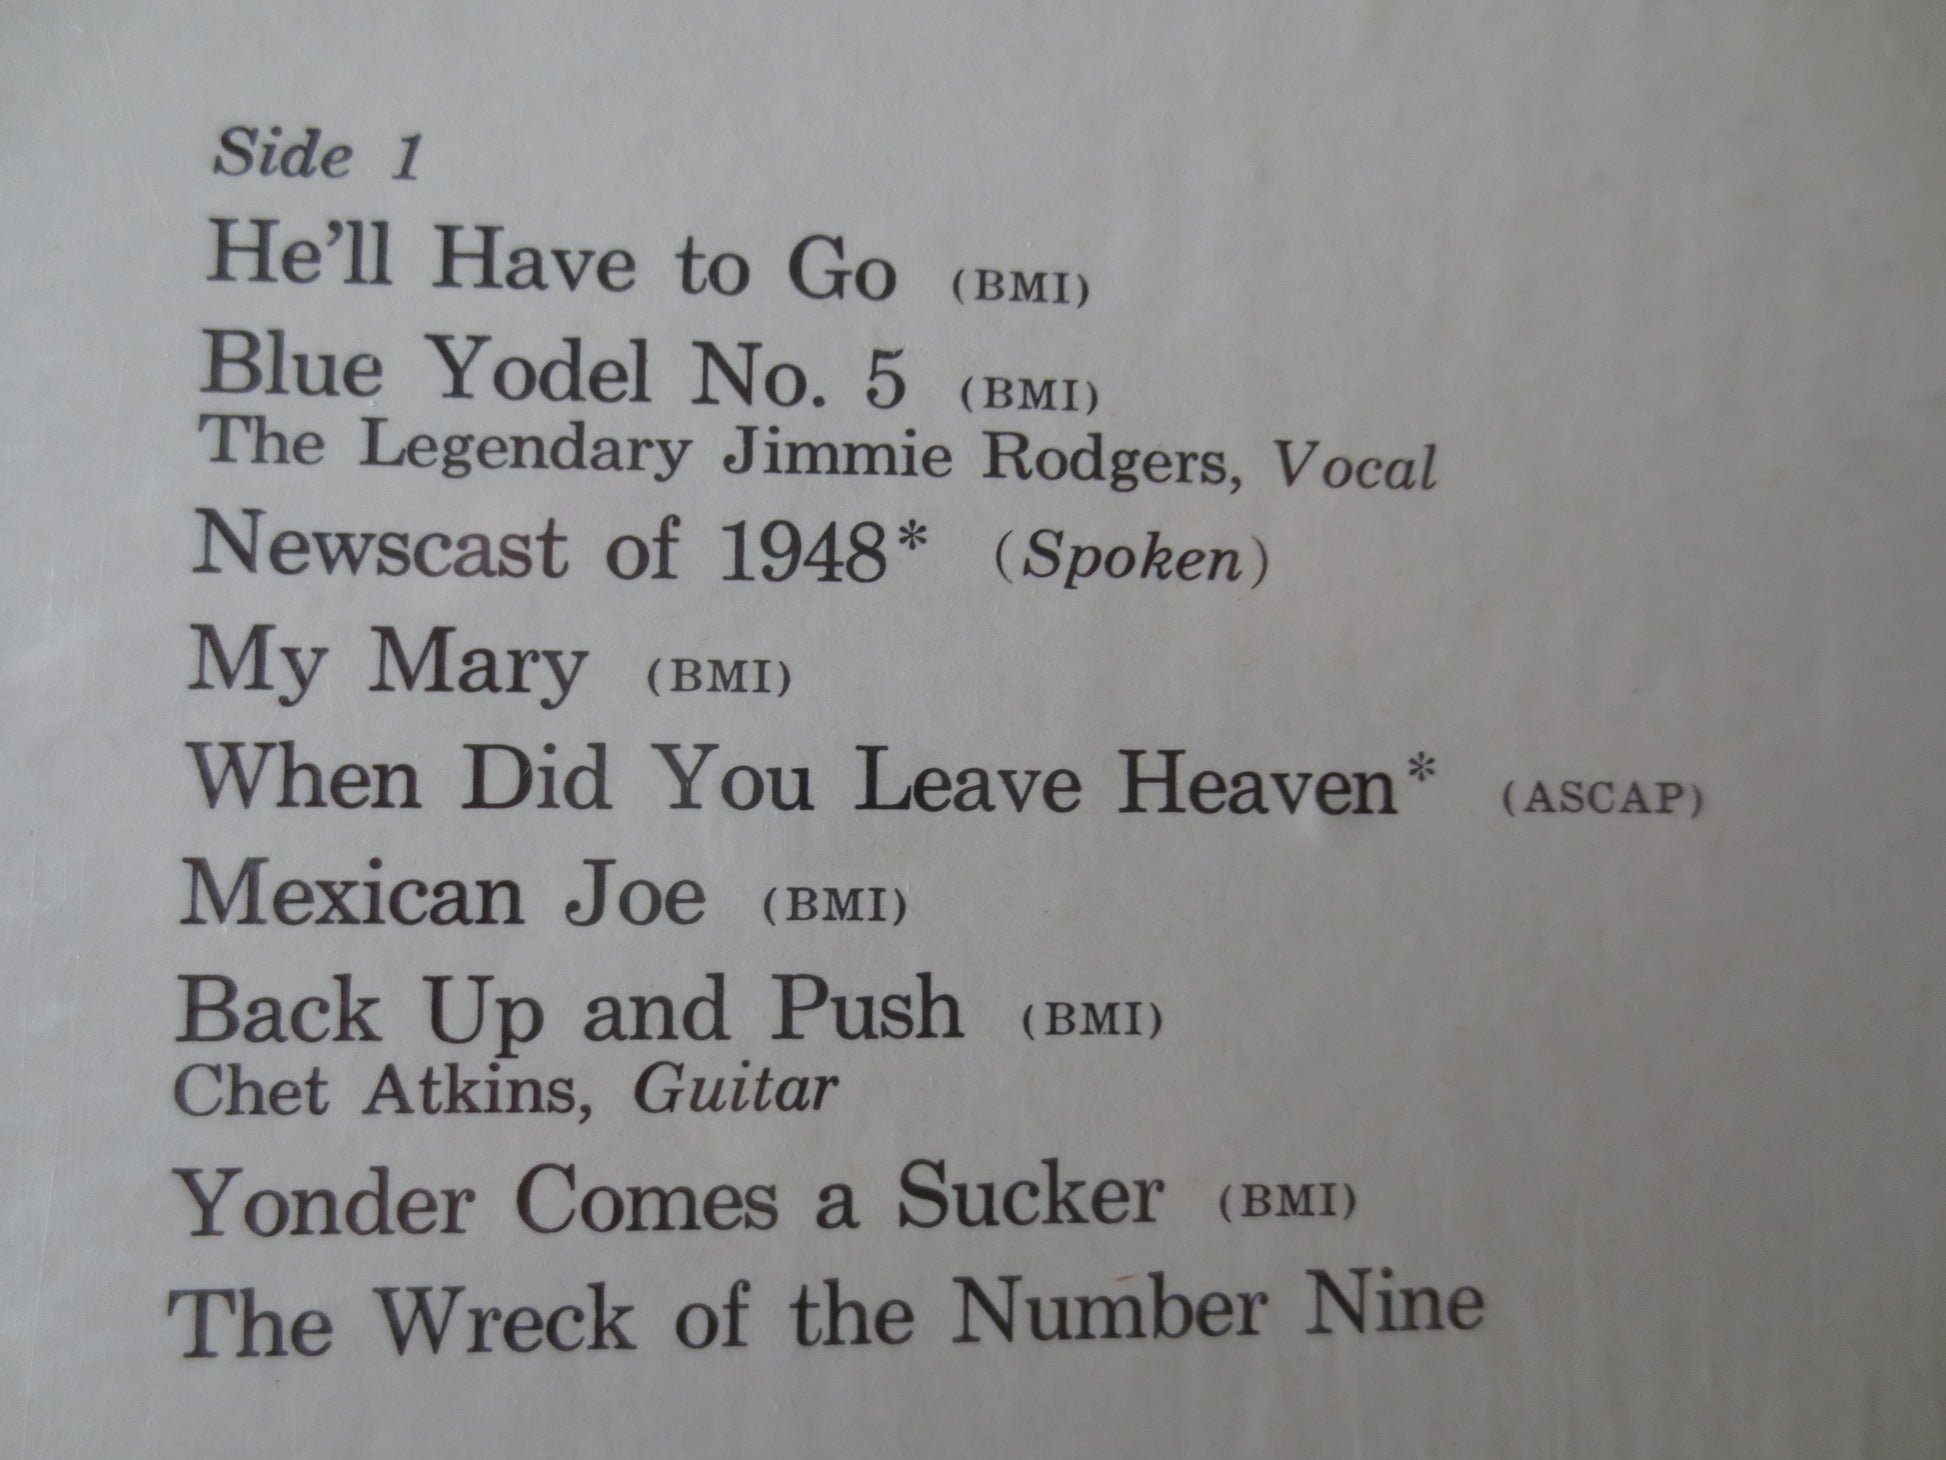 Side 1
He'll Have to Go (BMI)
Blue Yodel No. 5 (BMI)
The Legendary Jimmie Rodgers, Vocal
Newscast of 1948* (Spoken)
My Mary (BMI)
When Did You Leave Heaven* (ASCAP)
Mexican Joe (BMI)
Back Up and Push (BMI)
Chet Atkins, Guitar
Yonder Comes a Sucker (BMI)
The Wreck of the Number Nine